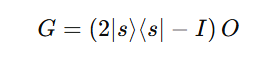 G = (2|s⟩⟨s| − I) O